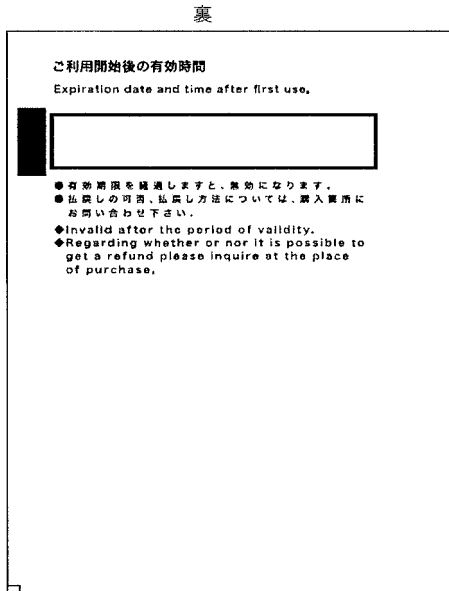 裏
ご利用開始後の有効時間
Expiration date and time after first use.
●有効期限を経過しますと、無効になります。
●払戻しの可否、払戻し方法については、購入箇所に
お問い合わせ下さい.
◆Invalid after the period of validity.
◆Regarding whether or nor it is possible to
get a refund please inquire at the place
of purchase.